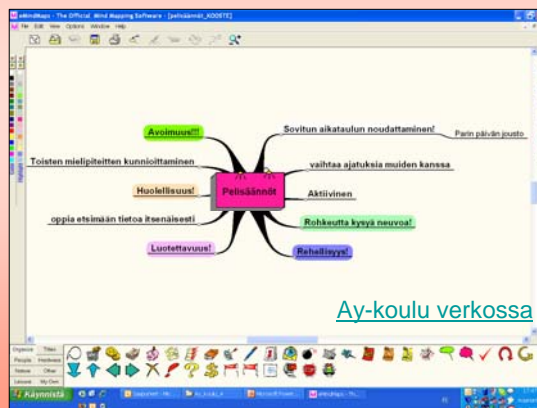 eMindMaps - The Official Mind Mapping Software - [pelisäännöt_KOOSTE]
File Edit View Options Window Help
Avoimuus!!!
Sovitun aikataulun noudattaminen!
Parin päivän jousto
Toisten mielipiteitten kunnioittaminen
vaihtaa ajatuksia muiden kanssa
Huolellisuus!
Pelisäännöt
Aktiivinen
oppia etsimään tietoa itsenäisesti
Rohkeutta kysyä neuvoa!
Luotettavuus!
Rehellisyys!
Ay-koulu verkossa
Organize Titles
People Hardware
Nature Other
Leisure My Own
Käynnistä